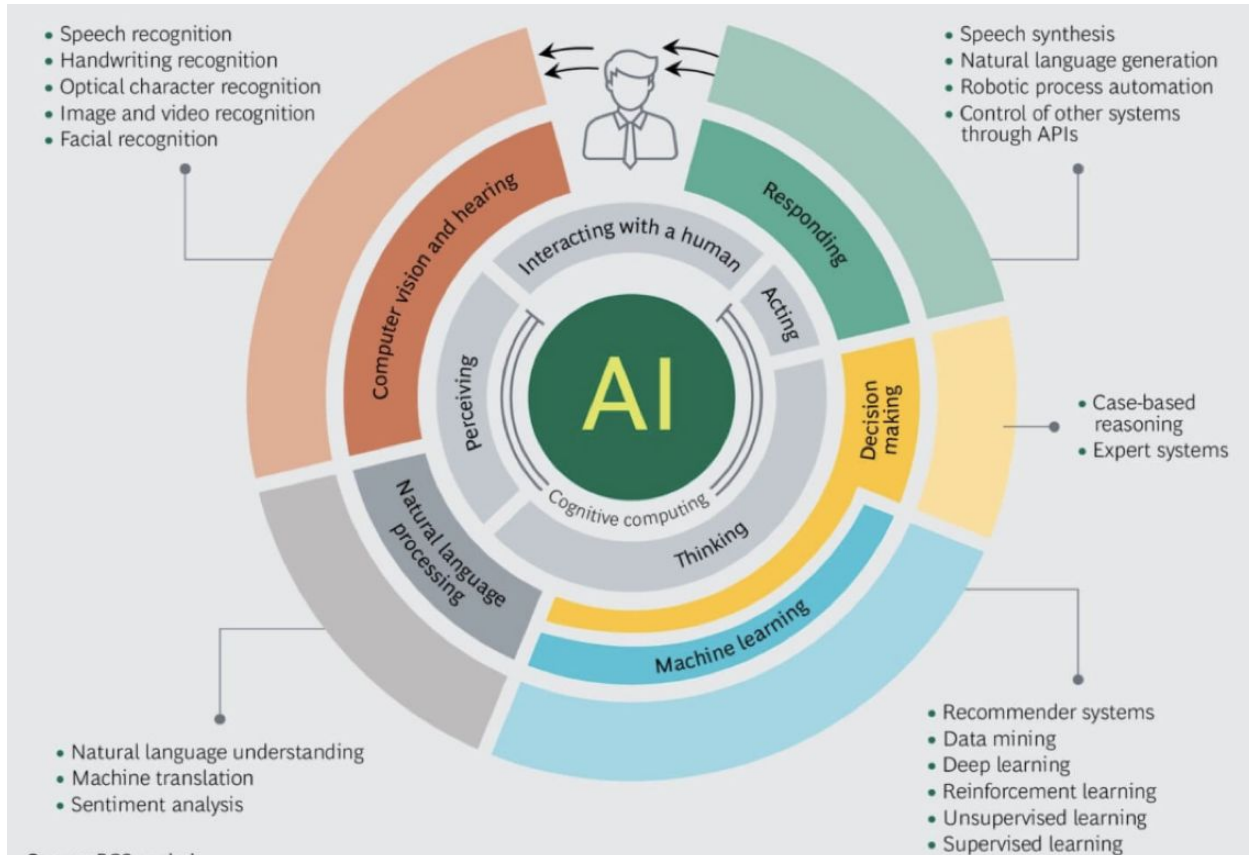 • Speech recognition
• Handwriting recognition
• Optical character recognition
• Image and video recognition
• Facial recognition
• Speech synthesis
• Natural language generation
• Robotic process automation
• Control of other systems
through APIs
Computer vision and hearing
Interacting with a human
Responding
Acting
Perceiving
AI
Cognitive computing
Thinking
Decision
making
• Case-based
reasoning
• Expert systems
Natural language
processing
Machine learning
• Natural language understanding
• Machine translation
• Sentiment analysis
• Recommender systems
• Data mining
• Deep learning
• Reinforcement learning
• Unsupervised learning
• Supervised learning